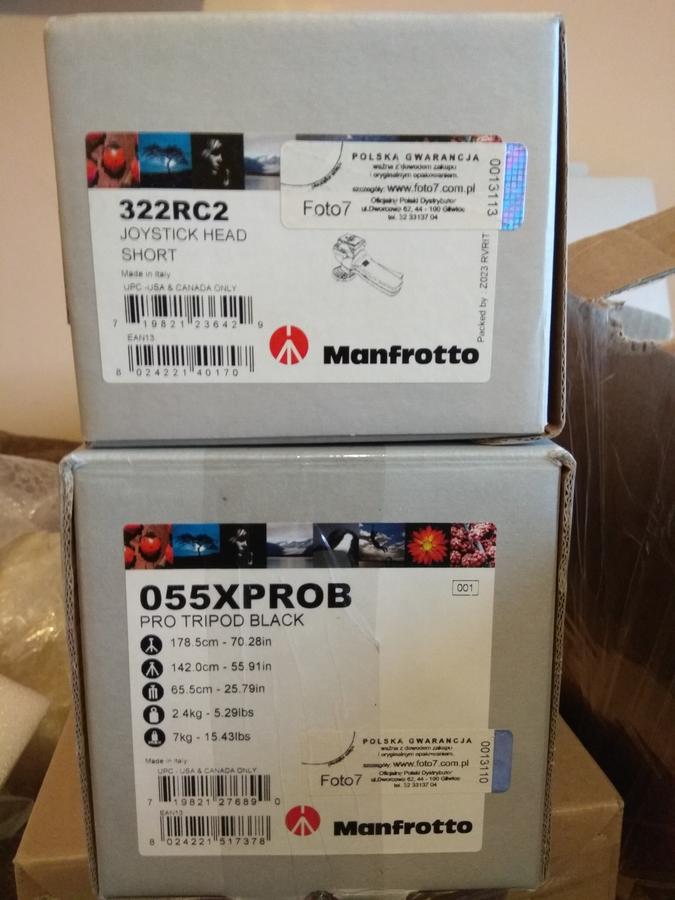 322RC2
JOYSTICK HEAD
SHORT
Made in Italy
UPC -USA & CANADA ONLY
7 19821 23642 9
EAN13
8 024221 40170
Manfrotto
Packed by Z023 RVRIT
Foto7
POLSKA GWARANCJA
ważna z dowodem zakupu
i oryginalnym opakowaniem.
szczegóły: www.foto7.com.pl
Oficjalny Polski Dystrybutor
ul.Dworcowa 62, 44 - 100 Gliwice
tel. 32 33137 04
0013113
055XPROB
001
PRO TRIPOD BLACK
178.5cm - 70.28in
142.0cm - 55.91in
65.5cm - 25.79in
2.4kg - 5.29lbs
7kg - 15.43lbs
Made in Italy
UPC - USA & CANADA ONLY
7 19821 27689 0
EAN13
8 024221 517378
Manfrotto
Foto7
POLSKA GWARANCJA
ważna z dowodem zakupu
i oryginalnym opakowaniem.
szczegóły: www.foto7.com.pl
Oficjalny Polski Dystrybutor
ul.Dworcowa 62, 44 - 100 Gliwice
tel. 32 33137 04
0013110